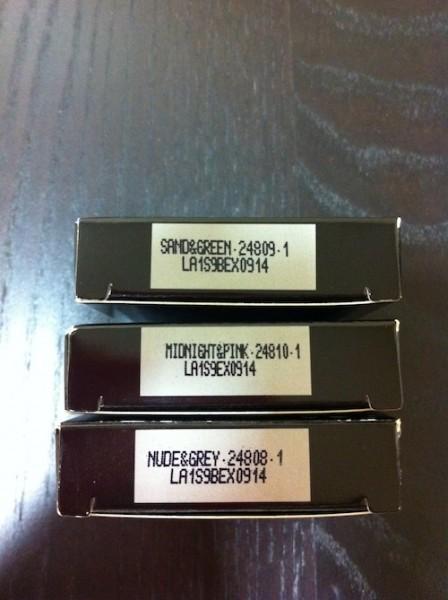 SAND&GREEN·24809·1
LA1S9BEX0914
MIDNIGHT&PINK·24810·1
LA1S9EX0914
NUDE&GREY·24808·1
LA1S9BEX0914